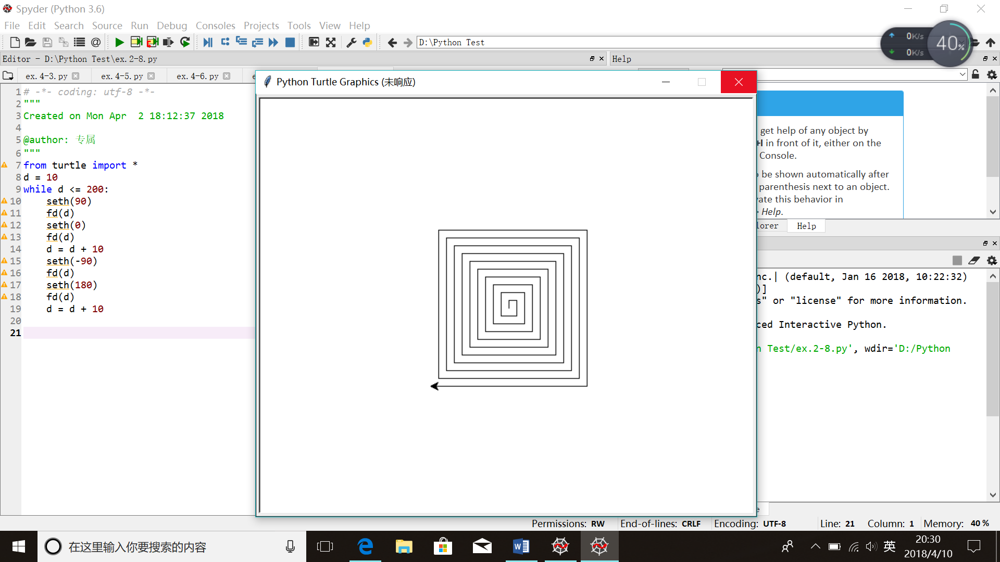 Spyder (Python 3.6)
File Edit Search Source Run Debug Consoles Projects Tools View Help
D:\Python Test
0K/s
0K/s
40%
Editor - D:\Python Test\ex.2-8.py
Help
ex.4-3.py
ex.4-5.py
ex.4-6.py
Python Turtle Graphics (未响应)
1 # -*- coding: utf-8 -*-
2 """
3 Created on Mon Apr  2 18:12:37 2018
4
5 @author: 专属
6 """
7 from turtle import *
8 d = 10
9 while d <= 200:
10     seth(90)
11     fd(d)
12     seth(0)
13     fd(d)
14     d = d + 10
15     seth(-90)
16     fd(d)
17     seth(180)
18     fd(d)
19     d = d + 10
20
21
get help of any object by
H in front of it, either on the
Console.
be shown automatically after
parenthesis next to an object.
ate this behavior in
> Help.
lorer
Help
nc.| (default, Jan 16 2018, 10:22:32)
)]
s" or "license" for more information.
ced Interactive Python.
n Test/ex.2-8.py', wdir='D:/Python
Permissions: RW End-of-lines: CRLF Encoding: UTF-8 Line: 21 Column: 1 Memory: 40 %
在这里输入你要搜索的内容
英
20:30
2018/4/10